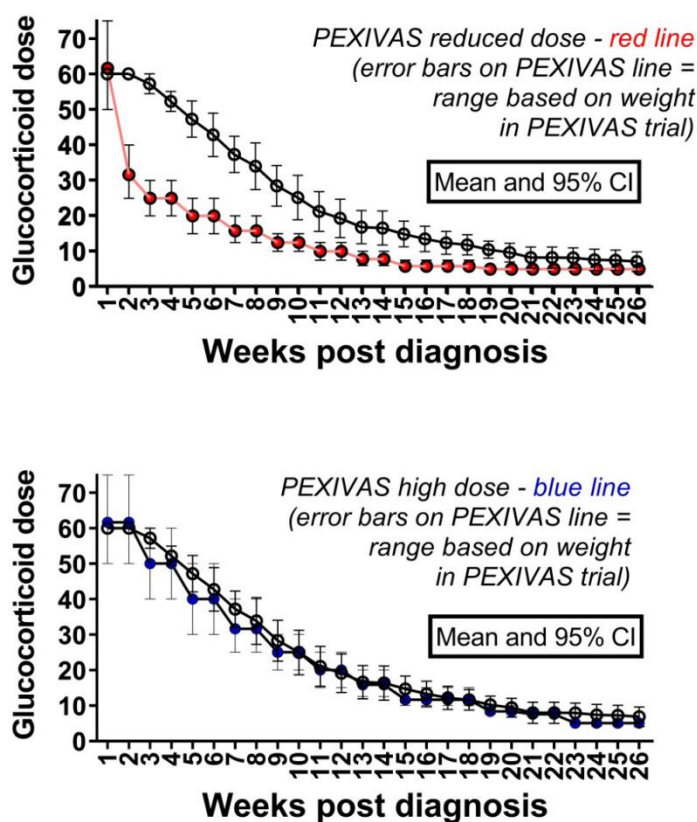 PEXIVAS reduced dose - red line
(error bars on PEXIVAS line =
range based on weight
in PEXIVAS trial)
Mean and 95% CI
Glucocorticoid dose
70
60
50
40
30
20
10
0
1 2 3 4 5 6 7 8 9 10 11 12 13 14 15 16 17 18 19 20 21 22 23 24 25 26
Weeks post diagnosis
PEXIVAS high dose - blue line
(error bars on PEXIVAS line =
range based on weight
in PEXIVAS trial)
Mean and 95% CI
Glucocorticoid dose
70
60
50
40
30
20
10
0
1 2 3 4 5 6 7 8 9 10 11 12 13 14 15 16 17 18 19 20 21 22 23 24 25 26
Weeks post diagnosis